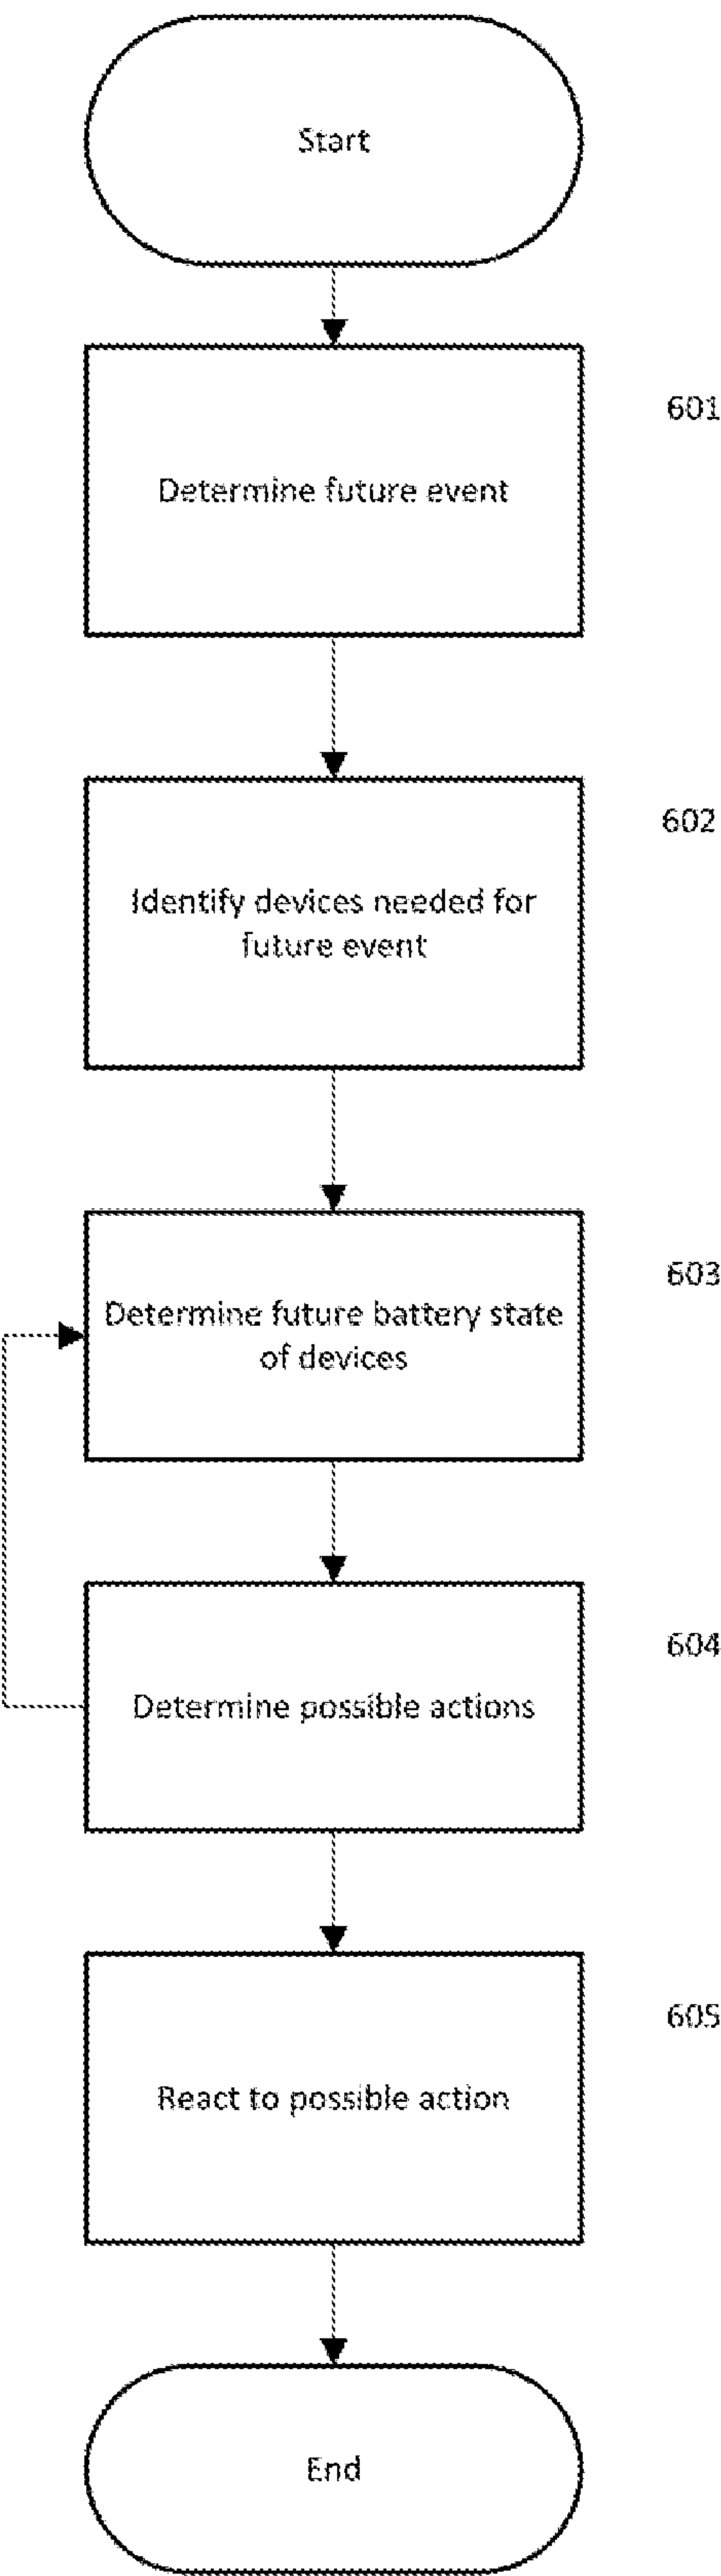 Start
601
Determine future event
602
Identify devices needed for
future event
603
Determine future battery state
of devices
604
Determine possible actions
605
React to possible action
End